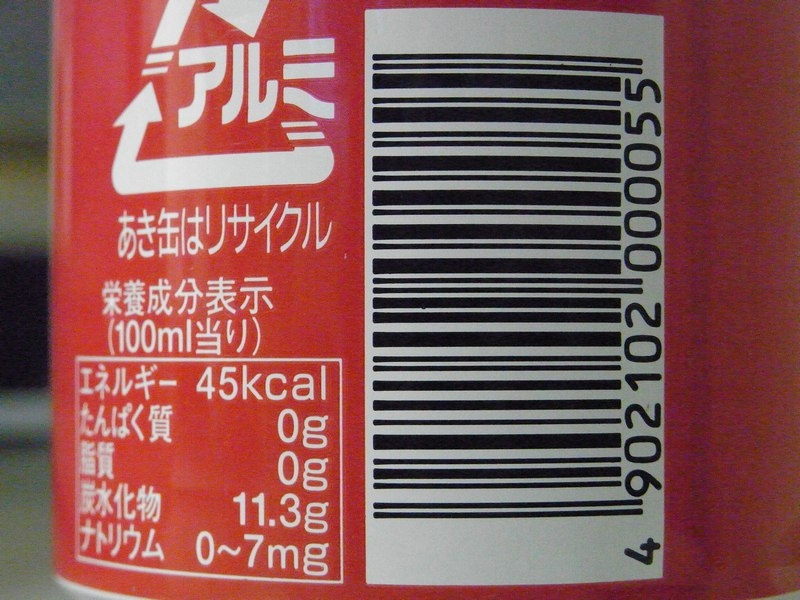 アルミ
あき缶はリサイクル
栄養成分表示
(100ml当り)
エネルギー 45kcal
たんぱく質 0g
脂質 0g
炭水化物 11.3g
ナトリウム 0~7mg
4 902102 000055